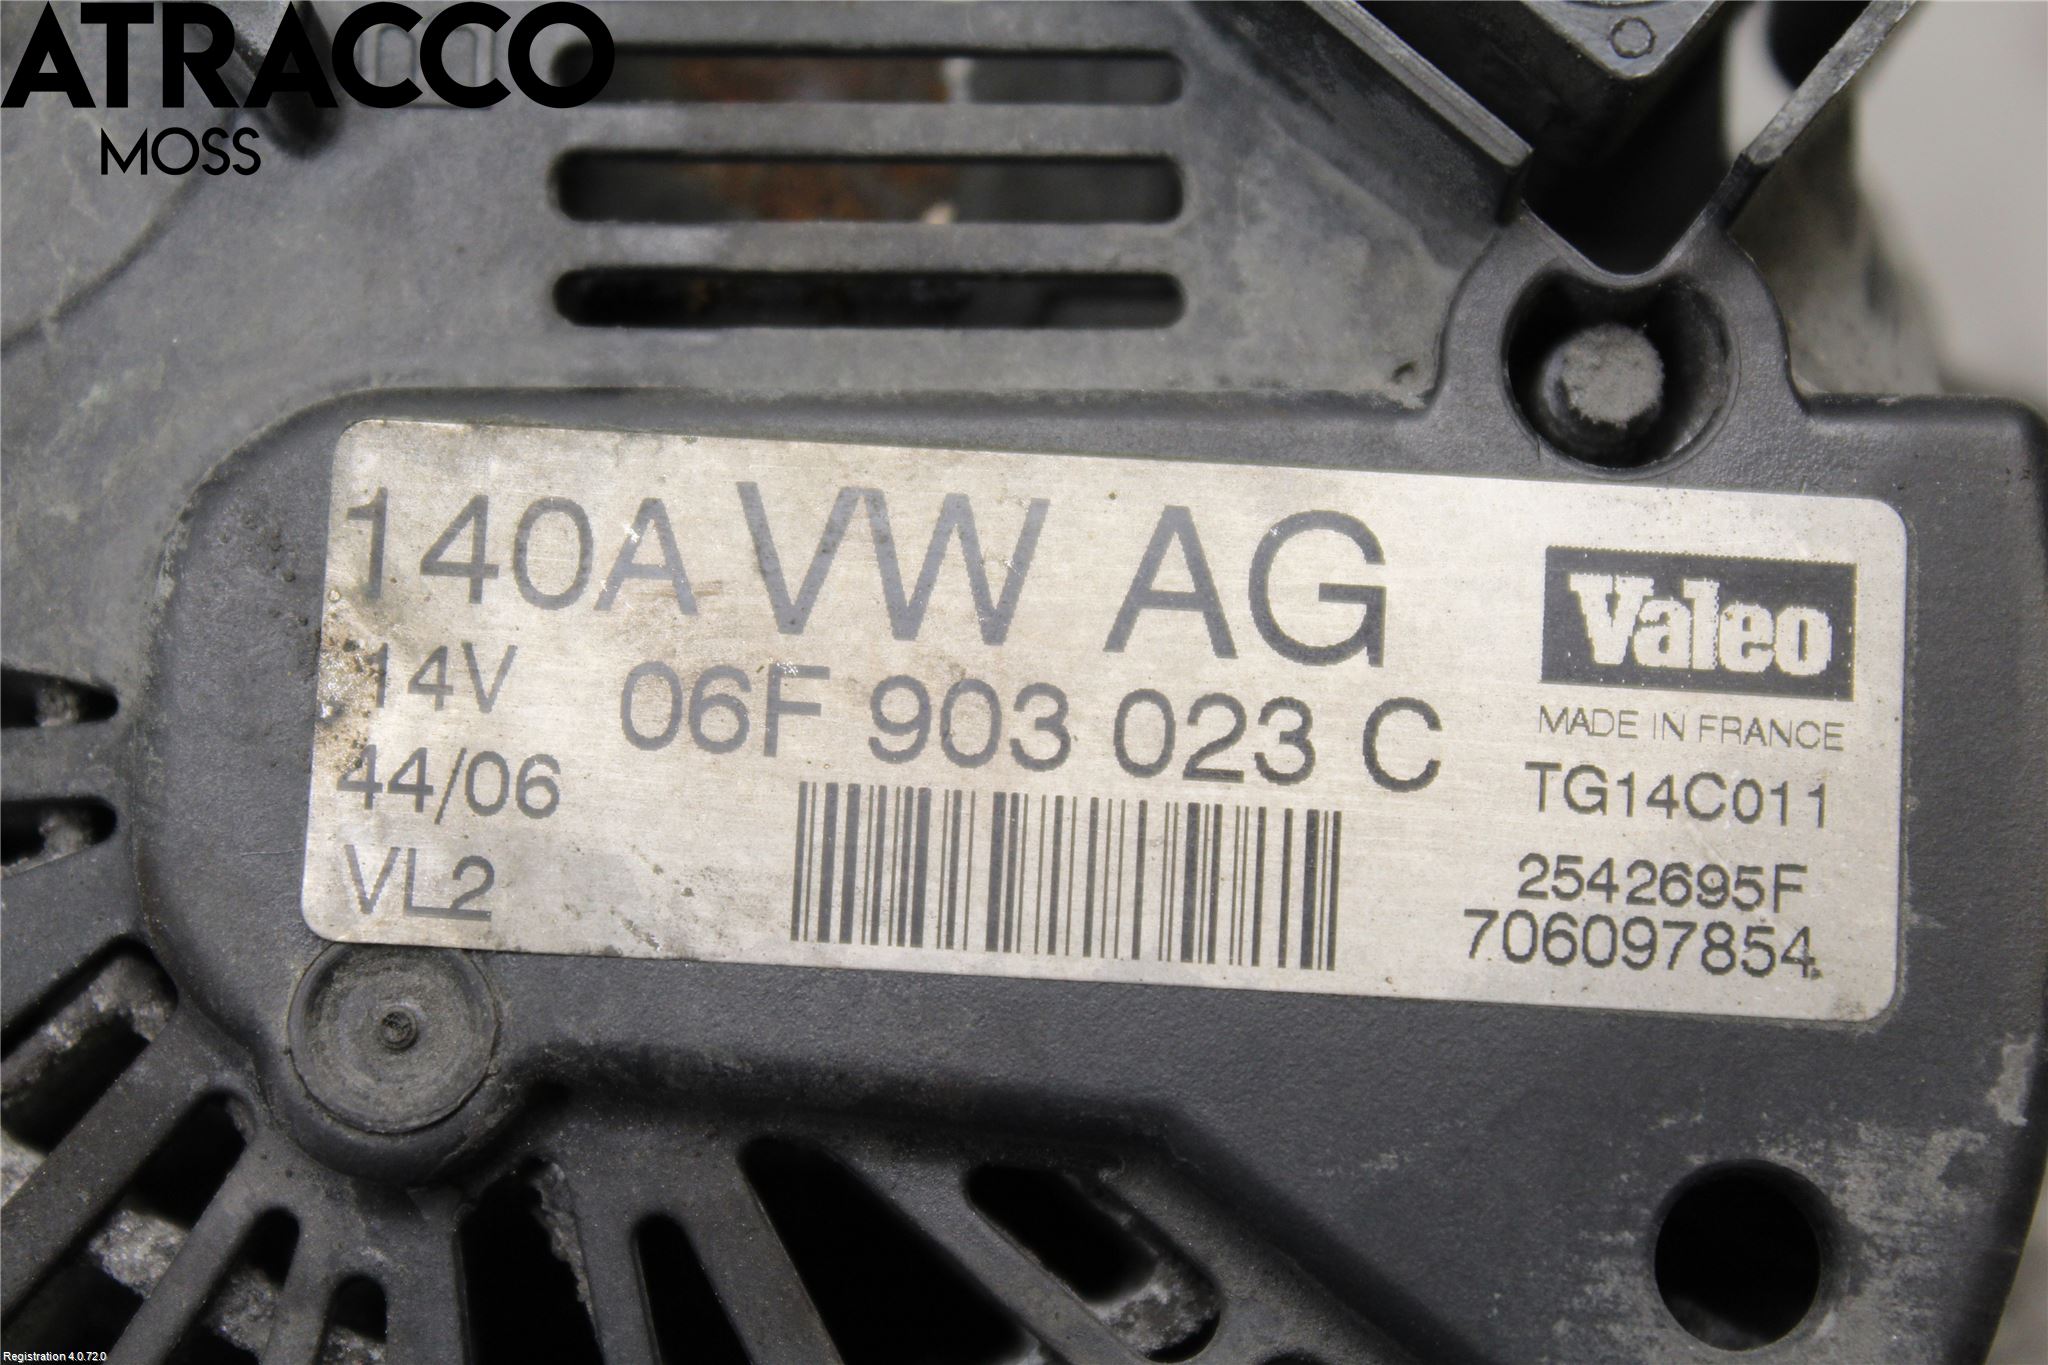 ATRACCO
MOSS
140A VW AG
14V 06F 903 023 C
44/06
VL2
Valeo
MADE IN FRANCE
TG14C011
2542695F
706097854
Registration 4.0.72.0